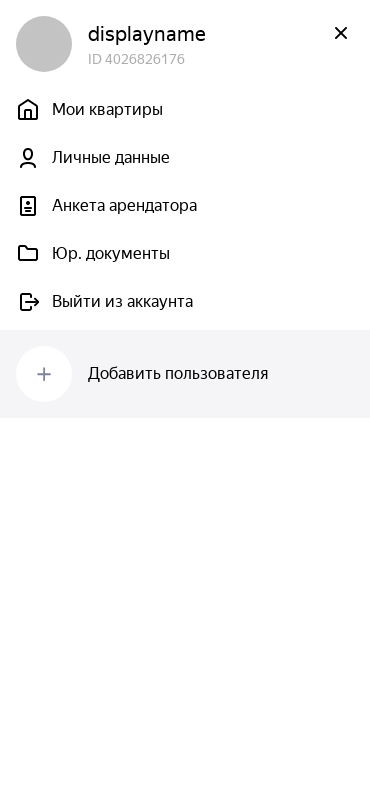 displayname
ID 4026826176
Мои квартиры
Личные данные
Анкета арендатора
Юр. документы
Выйти из аккаунта
Добавить пользователя